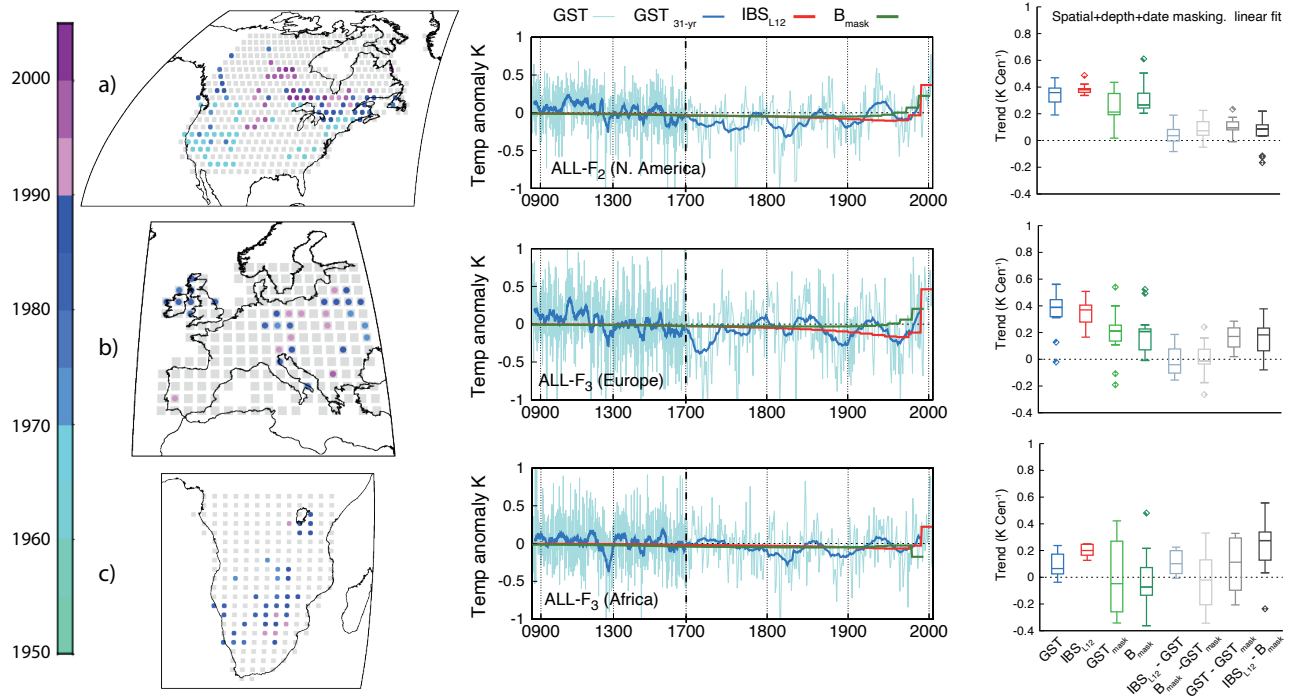 2000
1990
1980
1970
1960
1950
a)
b)
c)
GST GST 31-yr IBS L12 B mask
Temp anomaly K
1
0.5
0
-0.5
-1
ALL-F2 (N. America)
0900 1300 1700 1800 1900 2000
Temp anomaly K
1
0.5
0
-0.5
-1
ALL-F3 (Europe)
0900 1300 1700 1800 1900 2000
Temp anomaly K
1
0.5
0
-0.5
-1
ALL-F3 (Africa)
0900 1300 1700 1800 1900 2000
Spatial+depth+date masking. linear fit
Trend (K Cen-1)
1
0.8
0.6
0.4
0.2
0
-0.2
-0.4
Trend (K Cen-1)
1
0.8
0.6
0.4
0.2
0
-0.2
-0.4
Trend (K Cen-1)
1
0.8
0.6
0.4
0.2
0
-0.2
-0.4
GST
IBS L12
GST mask
B mask
IBS L12 - GST
B mask - GST mask
GST - GST mask
IBS L12 - B mask